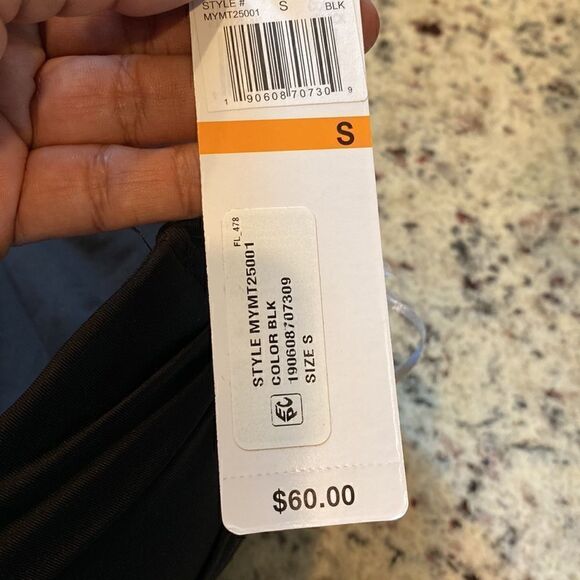 STYLE #
MYMT25001 S BLK
1 90608 70730 9
S
FL_478
STYLE MYMT25001
COLOR BLK
190608707309
SIZE S
$60.00